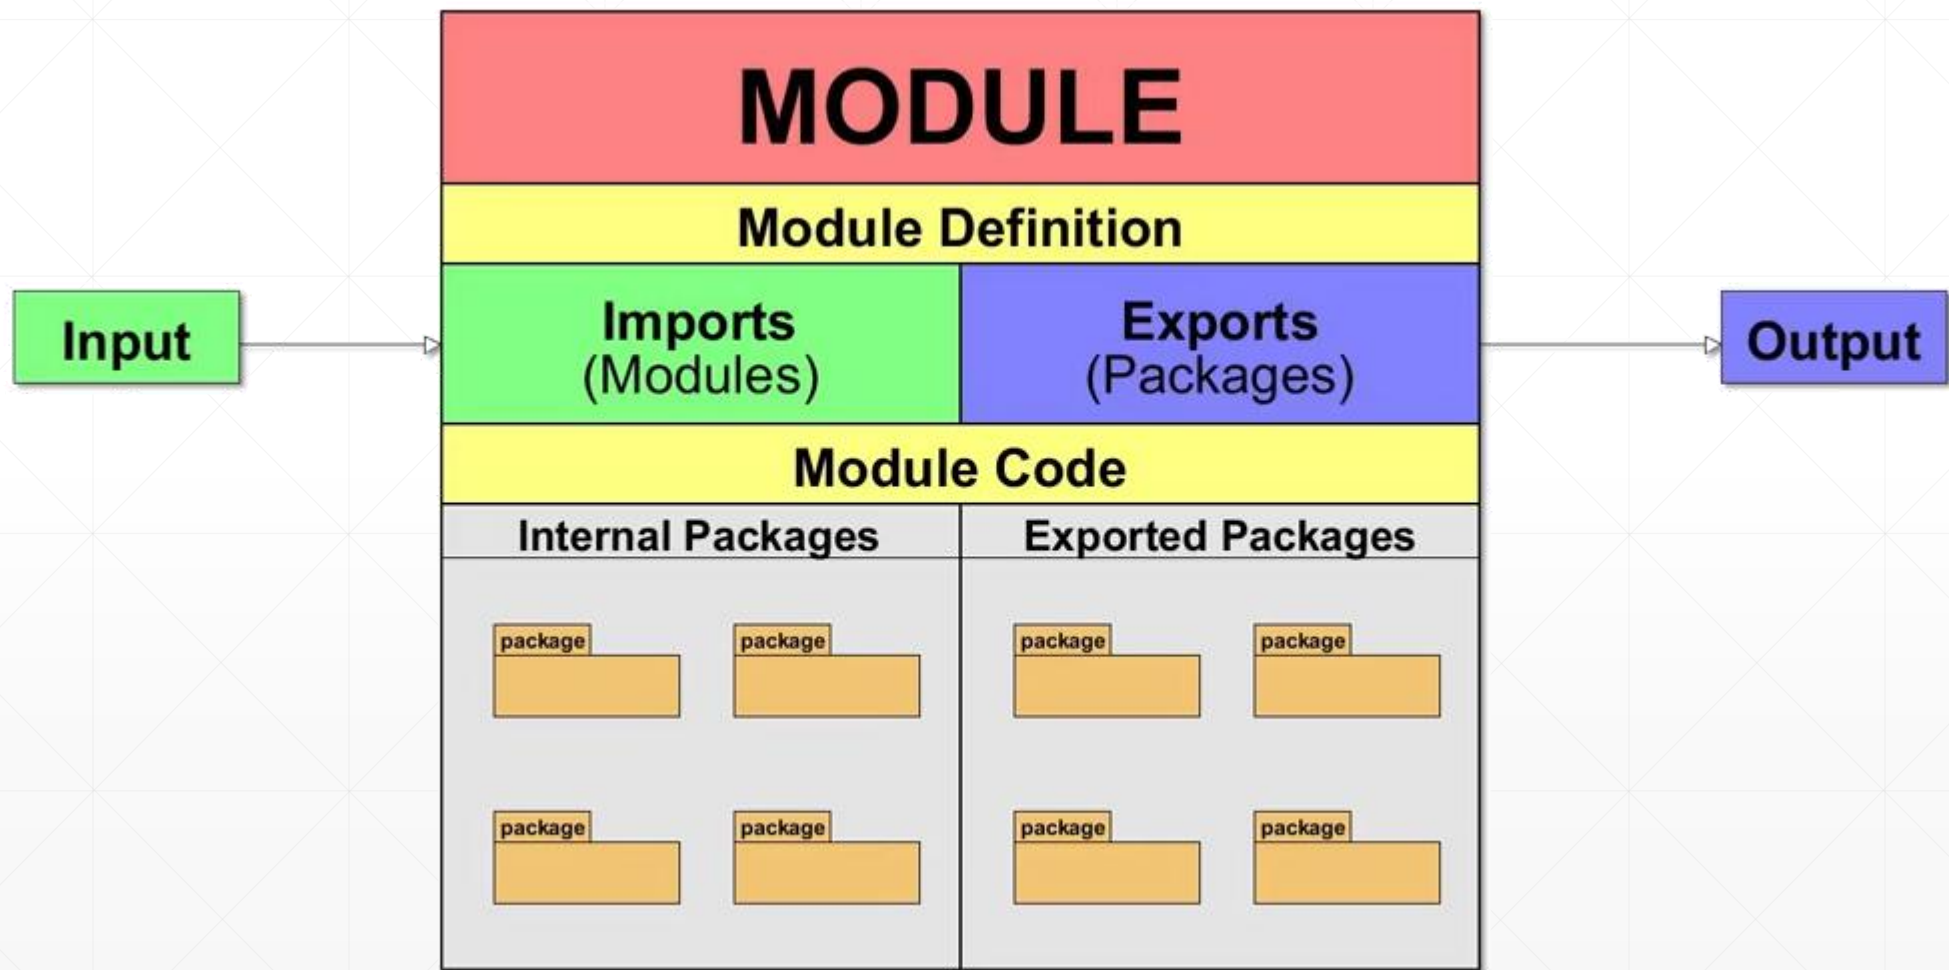 MODULE
Module Definition
Input
Imports
(Modules)
Exports
(Packages)
Output
Module Code
Internal Packages
Exported Packages
package
package
package
package
package
package
package
package